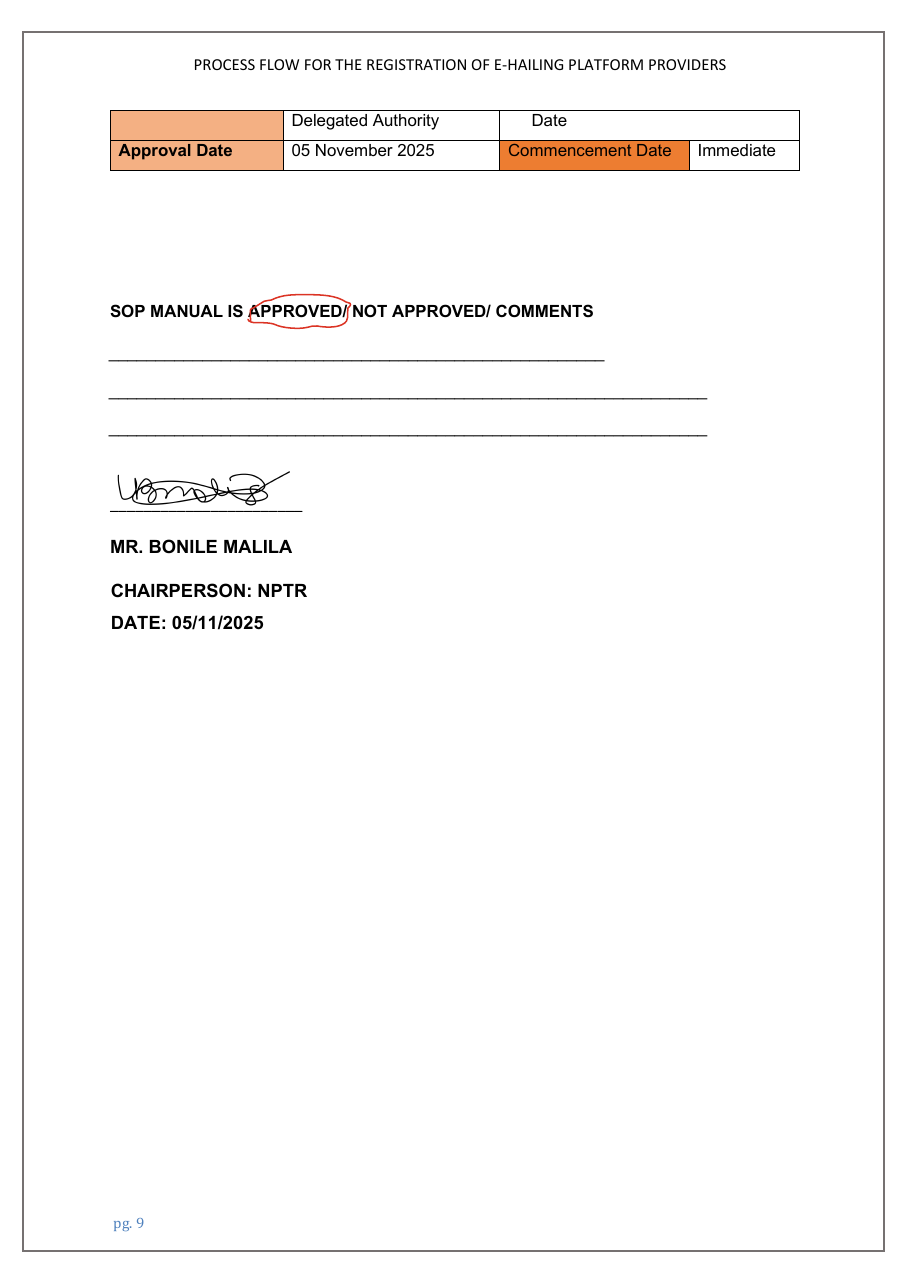 PROCESS FLOW FOR THE REGISTRATION OF E-HAILING PLATFORM PROVIDERS
Delegated Authority Date
Approval Date 05 November 2025 Commencement Date Immediate
SOP MANUAL IS APPROVED/ NOT APPROVED/ COMMENTS
MR. BONILE MALILA
CHAIRPERSON: NPTR
DATE: 05/11/2025
pg. 9